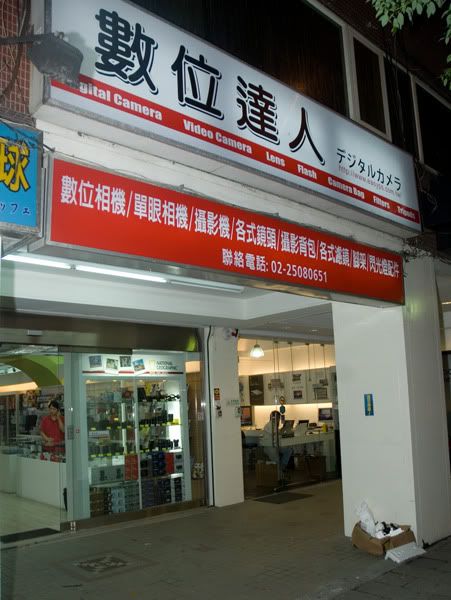 數位達人
デジタルカメラ
Digital Camera Video Camera Lens Flash Camera Bag Filters Tripods
數位相機/單眼相機/攝影機/各式鏡頭/攝影背包/各式濾鏡/腳架/閃光燈配件
聯絡電話: 02-25080651
球
ッフェ
NATIONAL
GEOGRAPHIC